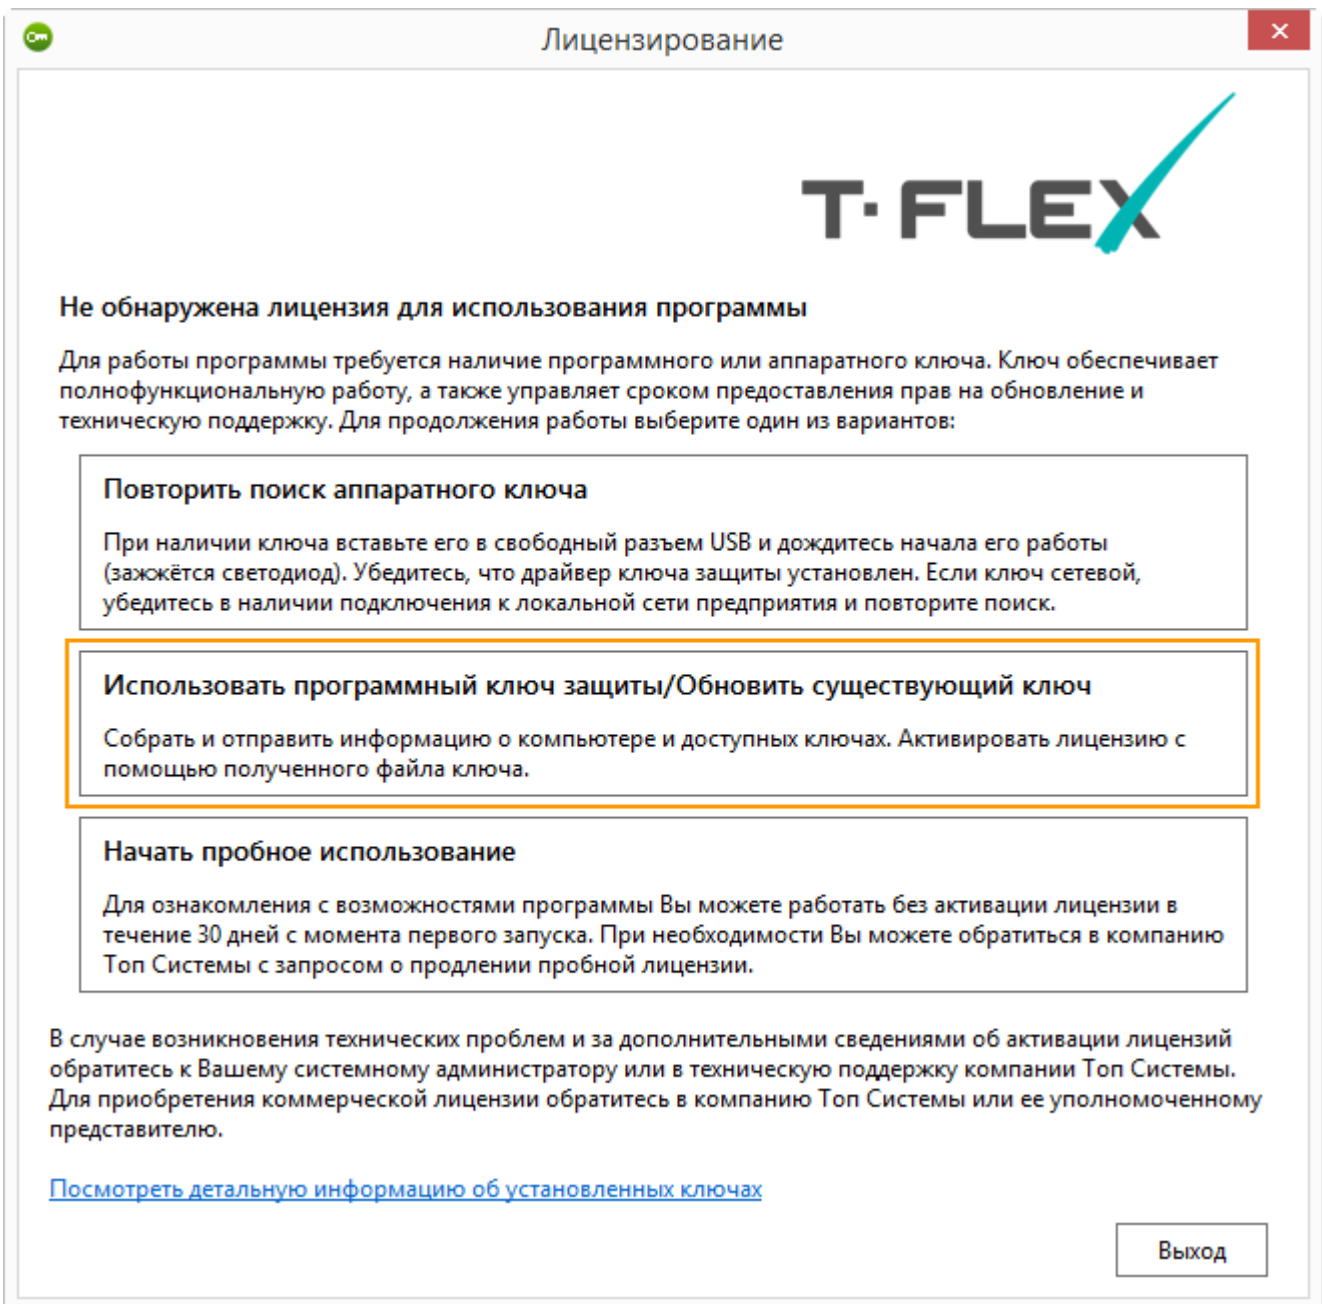 Лицензирование
T·FLEX
Не обнаружена лицензия для использования программы
Для работы программы требуется наличие программного или аппаратного ключа. Ключ обеспечивает
полнофункциональную работу, а также управляет сроком предоставления прав на обновление и
техническую поддержку. Для продолжения работы выберите один из вариантов:
Повторить поиск аппаратного ключа
При наличии ключа вставьте его в свободный разъем USB и дождитесь начала его работы
(зажжётся светодиод). Убедитесь, что драйвер ключа защиты установлен. Если ключ сетевой,
убедитесь в наличии подключения к локальной сети предприятия и повторите поиск.
Использовать программный ключ защиты/Обновить существующий ключ
Собрать и отправить информацию о компьютере и доступных ключах. Активировать лицензию с
помощью полученного файла ключа.
Начать пробное использование
Для ознакомления с возможностями программы Вы можете работать без активации лицензии в
течение 30 дней с момента первого запуска. При необходимости Вы можете обратиться в компанию
Топ Системы с запросом о продлении пробной лицензии.
В случае возникновения технических проблем и за дополнительными сведениями об активации лицензий
обратитесь к Вашему системному администратору или в техническую поддержку компании Топ Системы.
Для приобретения коммерческой лицензии обратитесь в компанию Топ Системы или ее уполномоченному
представителю.
Посмотреть детальную информацию об установленных ключах
Выход